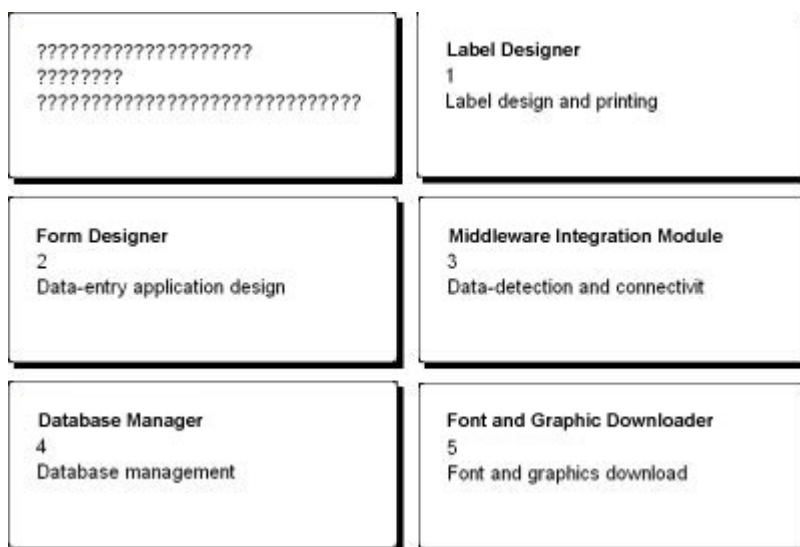 ????????????????????
????????
??????????????????????????????
Label Designer
1
Label design and printing
Form Designer
2
Data-entry application design
Middleware Integration Module
3
Data-detection and connectivit
Database Manager
4
Database management
Font and Graphic Downloader
5
Font and graphics download